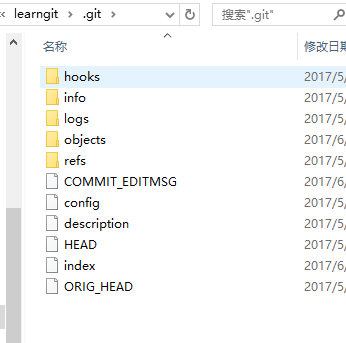 « learngit › .git › 搜索".git"
名称 修改日期
hooks 2017/5/
info 2017/5/
logs 2017/5/
objects 2017/6/
refs 2017/5/
COMMIT_EDITMSG 2017/6/
config 2017/5/
description 2017/5/
HEAD 2017/5/
index 2017/6/
ORIG_HEAD 2017/5/